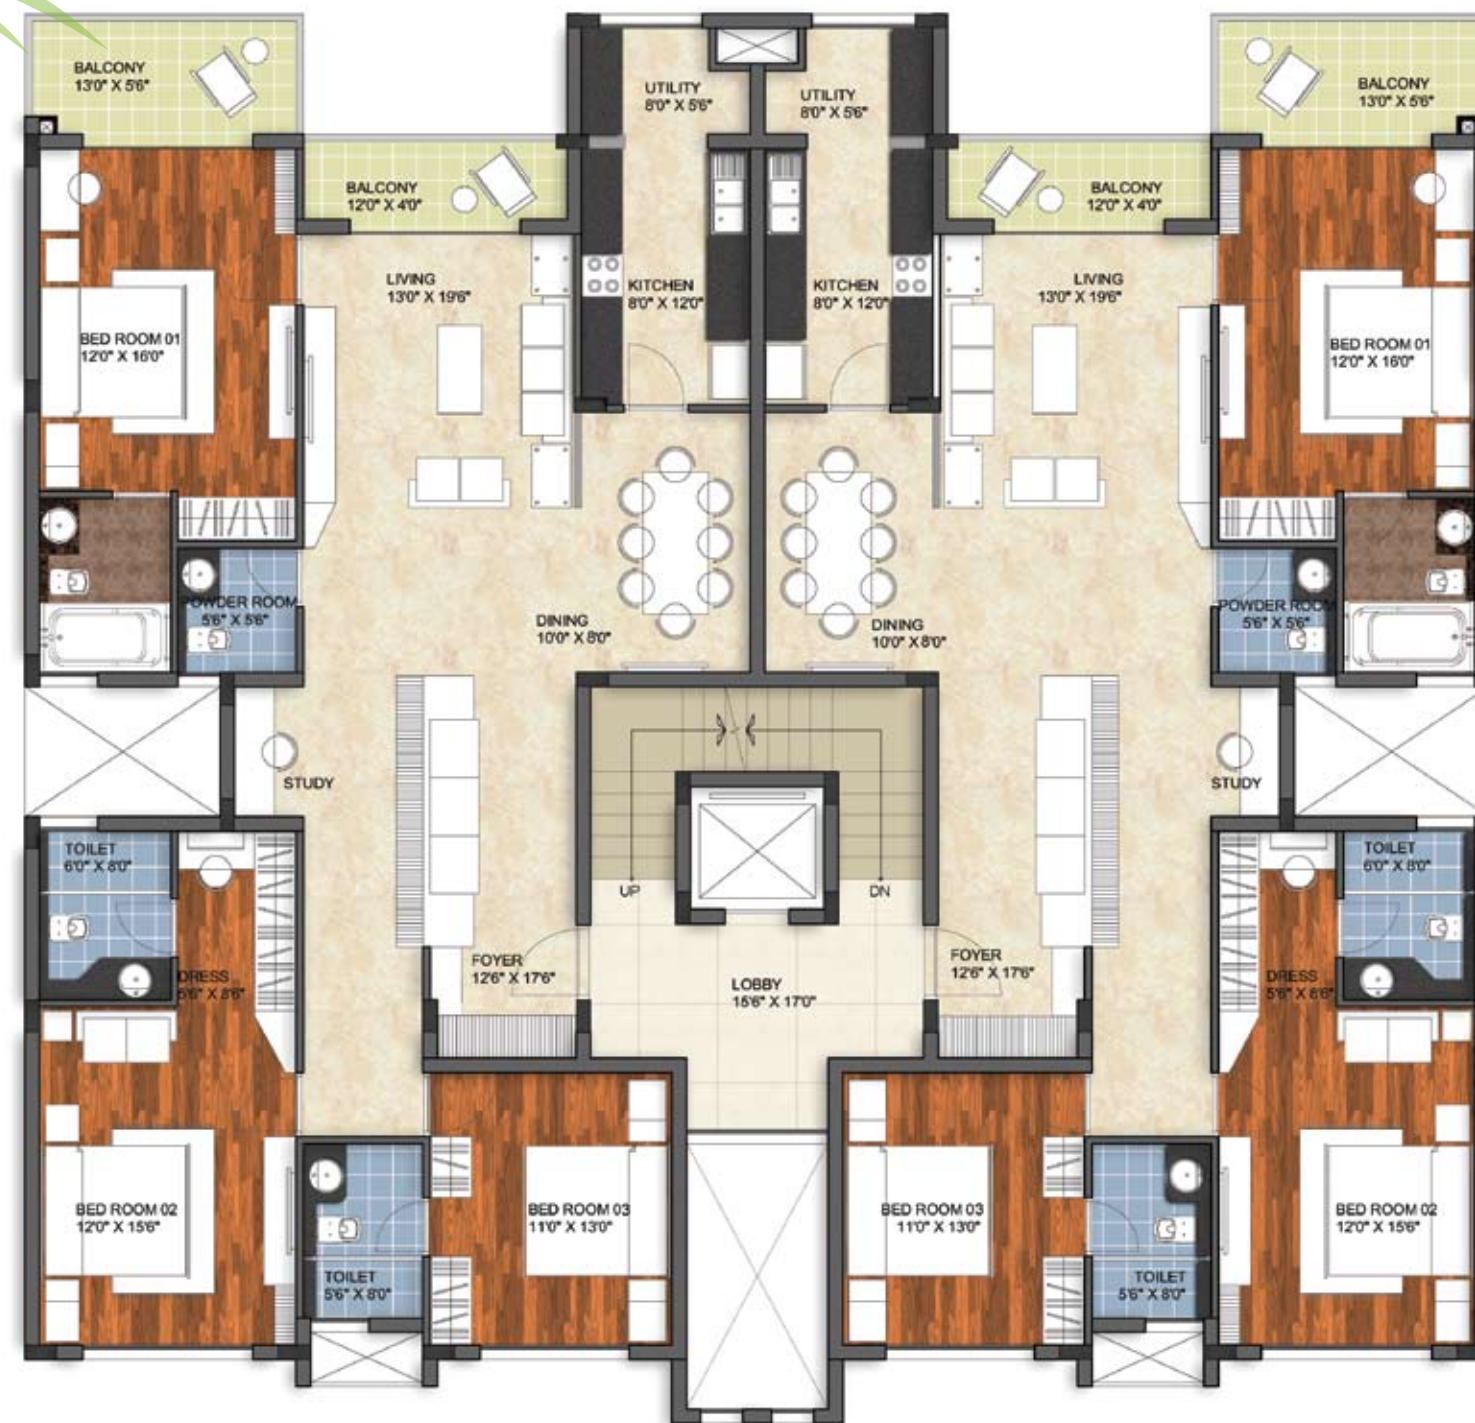 BALCONY
13'0" X 5'6"
UTILITY
8'0" X 5'6"
UTILITY
8'0" X 5'6"
BALCONY
13'0" X 5'6"
BALCONY
12'0" X 4'0"
BALCONY
12'0" X 4'0"
LIVING
13'0" X 19'6"
KITCHEN
8'0" X 12'0"
KITCHEN
8'0" X 12'0"
LIVING
13'0" X 19'6"
BED ROOM 01
12'0" X 16'0"
BED ROOM 01
12'0" X 16'0"
POWDER ROOM
5'6" X 5'6"
DINING
10'0" X 8'0"
DINING
10'0" X 8'0"
POWDER ROOM
5'6" X 5'6"
STUDY
STUDY
TOILET
6'0" X 8'0"
UP
DN
TOILET
6'0" X 8'0"
DRESS
5'6" X 8'6"
FOYER
12'6" X 17'6"
LOBBY
15'6" X 17'0"
FOYER
12'6" X 17'6"
DRESS
5'6" X 8'6"
BED ROOM 02
12'0" X 15'6"
BED ROOM 03
11'0" X 13'0"
BED ROOM 03
11'0" X 13'0"
BED ROOM 02
12'0" X 15'6"
TOILET
5'6" X 8'0"
TOILET
5'6" X 8'0"